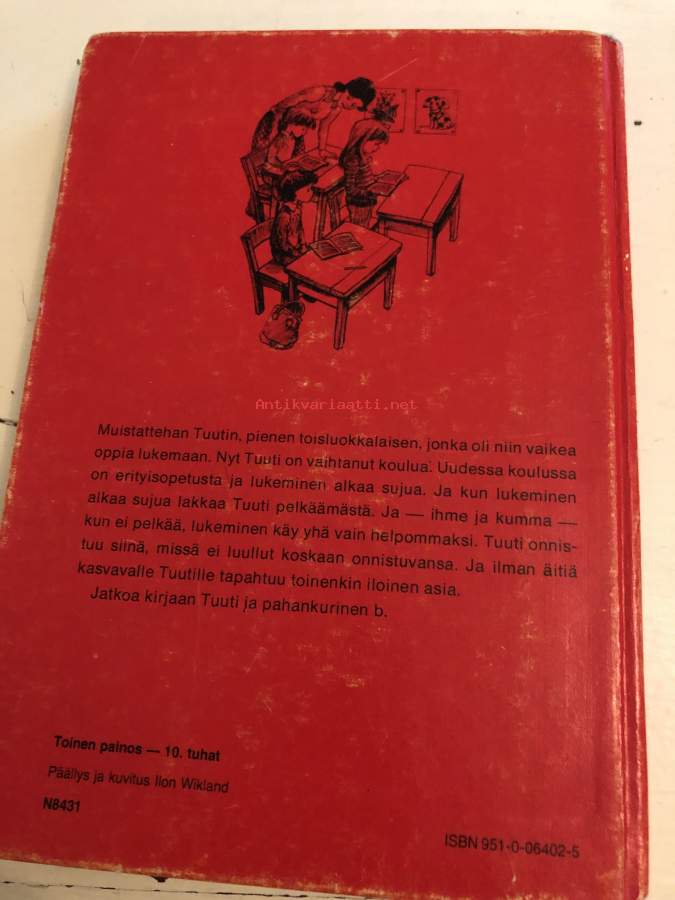 Antikvariaatti.net
Muistattehan Tuutin, pienen toisluokkalaisen, jonka oli niin vaikea
oppia lukemaan. Nyt Tuuti on vaihtanut koulua. Uudessa koulussa
on erityisopetusta ja lukeminen alkaa sujua. Ja kun lukeminen
alkaa sujua lakkaa Tuuti pelkäämästä. Ja — ihme ja kumma —
kun ei pelkää, lukeminen käy yhä vain helpommaksi. Tuuti onnis-
tuu siinä, missä ei luullut koskaan onnistuvansa. Ja ilman äitiä
kasvavalle Tuutille tapahtuu toinenkin iloinen asia.
Jatkoa kirjaan Tuuti ja pahankurinen b.
Toinen painos — 10. tuhat
Päällys ja kuvitus Ilon Wikland
N8431
ISBN 951-0-06402-5